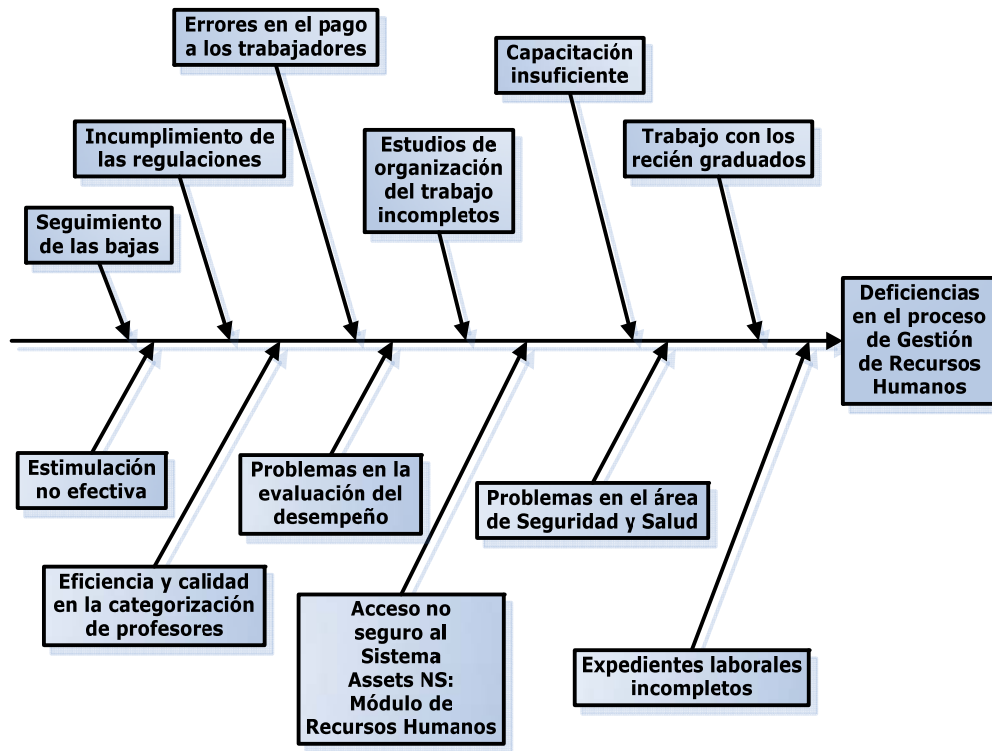 Errores en el pago
a los trabajadores
Capacitación
insuficiente
Incumplimiento de
las regulaciones
Estudios de
organización
del trabajo
incompletos
Trabajo con los
recién graduados
Seguimiento
de las bajas
Deficiencias
en el proceso
de Gestión
de Recursos
Humanos
Estimulación
no efectiva
Problemas en la
evaluación del
desempeño
Problemas en el área
de Seguridad y Salud
Eficiencia y calidad
en la categorización
de profesores
Acceso no
seguro al
Sistema
Assets NS:
Módulo de
Recursos Humanos
Expedientes laborales
incompletos